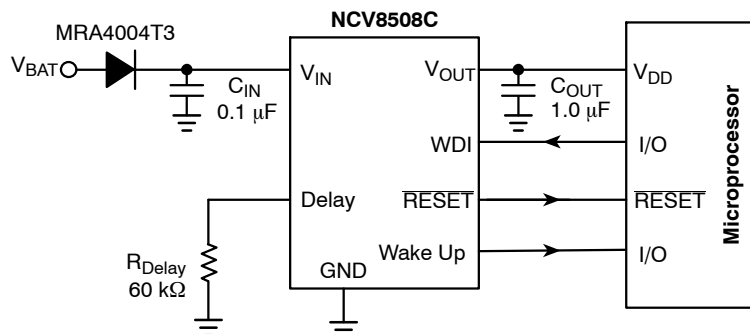 NCV8508C
MRA4004T3
V_BAT
C_IN
0.1 μF
V_IN
V_OUT
C_OUT
1.0 μF
V_DD
WDI
I/O
Delay
RESET
RESET
Microprocessor
Wake Up
I/O
R_Delay
60 kΩ
GND